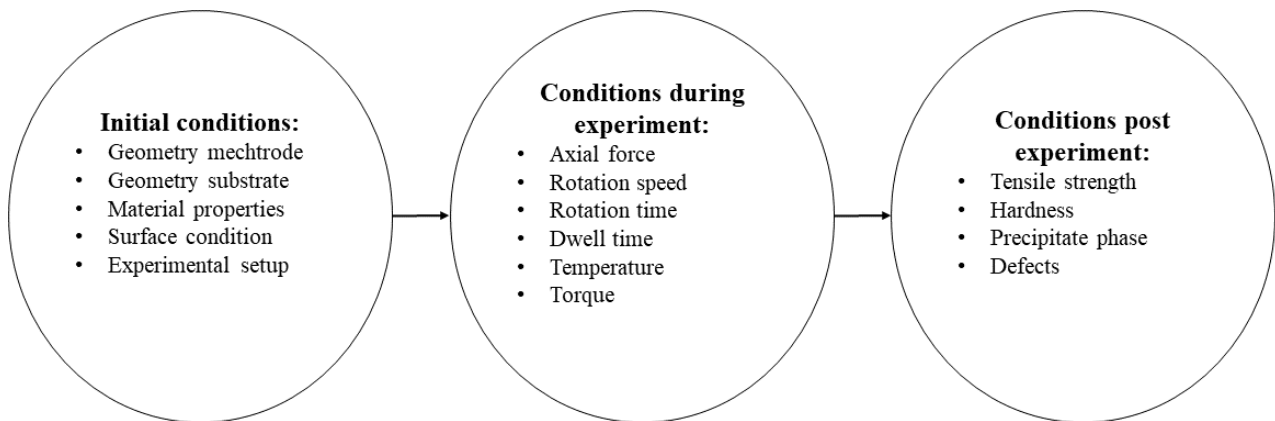 Initial conditions:
• Geometry mechtrode
• Geometry substrate
• Material properties
• Surface condition
• Experimental setup
Conditions during
experiment:
• Axial force
• Rotation speed
• Rotation time
• Dwell time
• Temperature
• Torque
Conditions post
experiment:
• Tensile strength
• Hardness
• Precipitate phase
• Defects